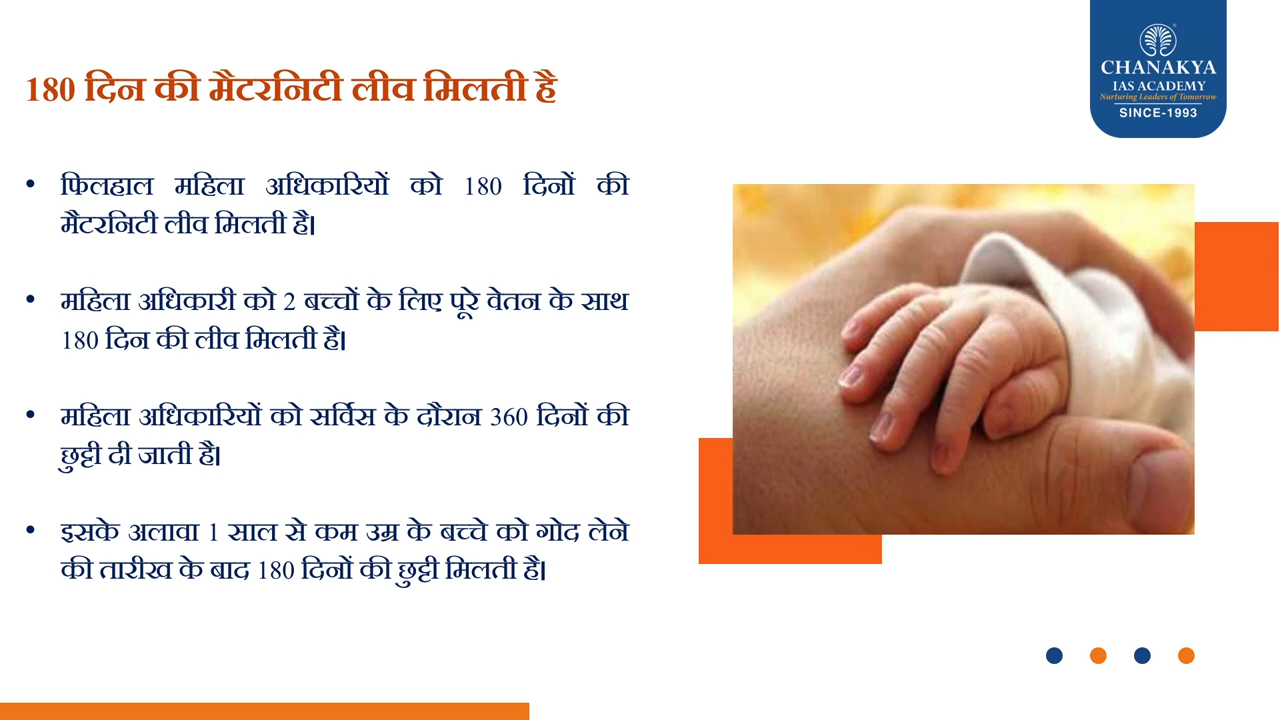 180 दिन की मैटरनिटी लीव मिलती है
CHANAKYA
IAS ACADEMY
Nurturing Leaders of Tomorrow
SINCE-1993
• फिलहाल महिला अधिकारियों को 180 दिनों की
मैटरनिटी लीव मिलती है।
• महिला अधिकारी को 2 बच्चों के लिए पूरे वेतन के साथ
180 दिन की लीव मिलती है।
• महिला अधिकारियों को सर्विस के दौरान 360 दिनों की
छुट्टी दी जाती है।
• इसके अलावा 1 साल से कम उम्र के बच्चे को गोद लेने
की तारीख के बाद 180 दिनों की छुट्टी मिलती है।